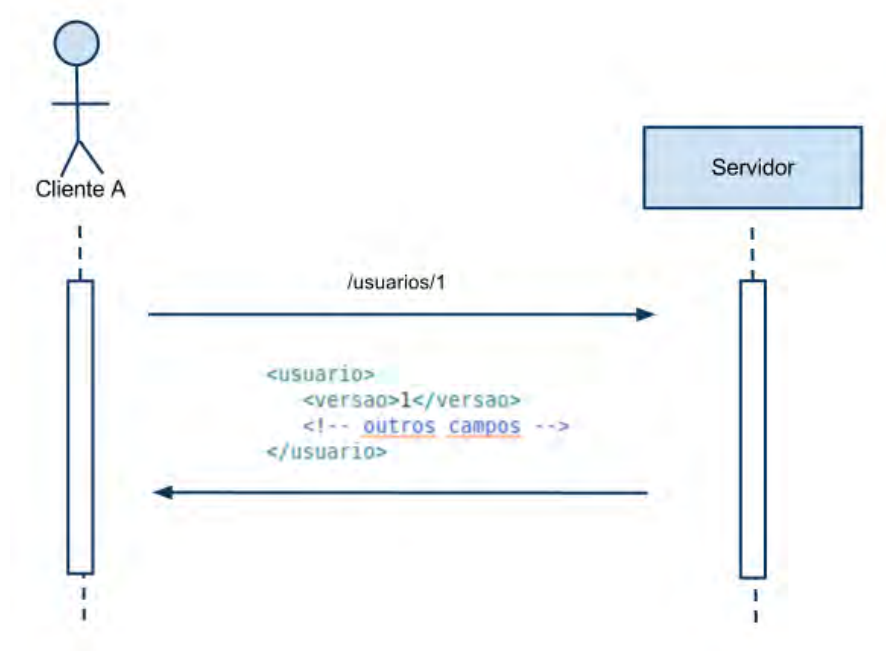 Cliente A
Servidor
/usuarios/1
<usuario>
<versao>1</versao>
<!-- outros campos -->
</usuario>